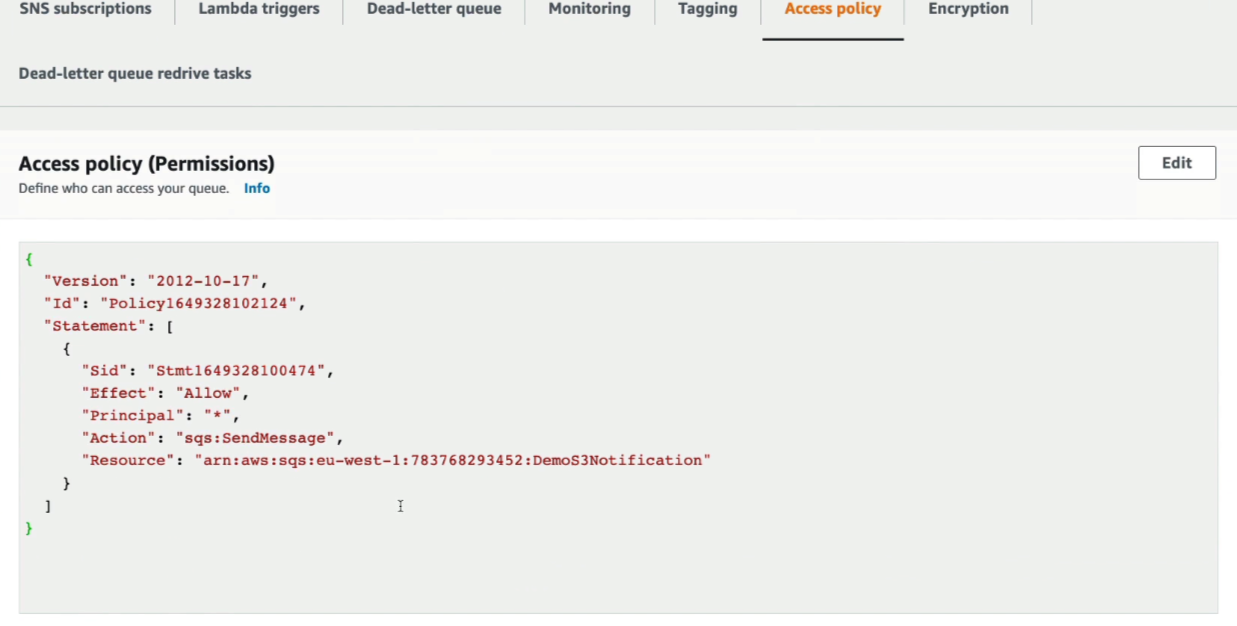 SNS subscriptions Lambda triggers Dead-letter queue Monitoring Tagging Access policy Encryption
Dead-letter queue redrive tasks
Access policy (Permissions)
Edit
Define who can access your queue. Info
{
"Version": "2012-10-17",
"Id": "Policy1649328102124",
"Statement": [
{
"Sid": "Stmt1649328100474",
"Effect": "Allow",
"Principal": "*",
"Action": "sqs:SendMessage",
"Resource": "arn:aws:sqs:eu-west-1:783768293452:DemoS3Notification"
}
]
}